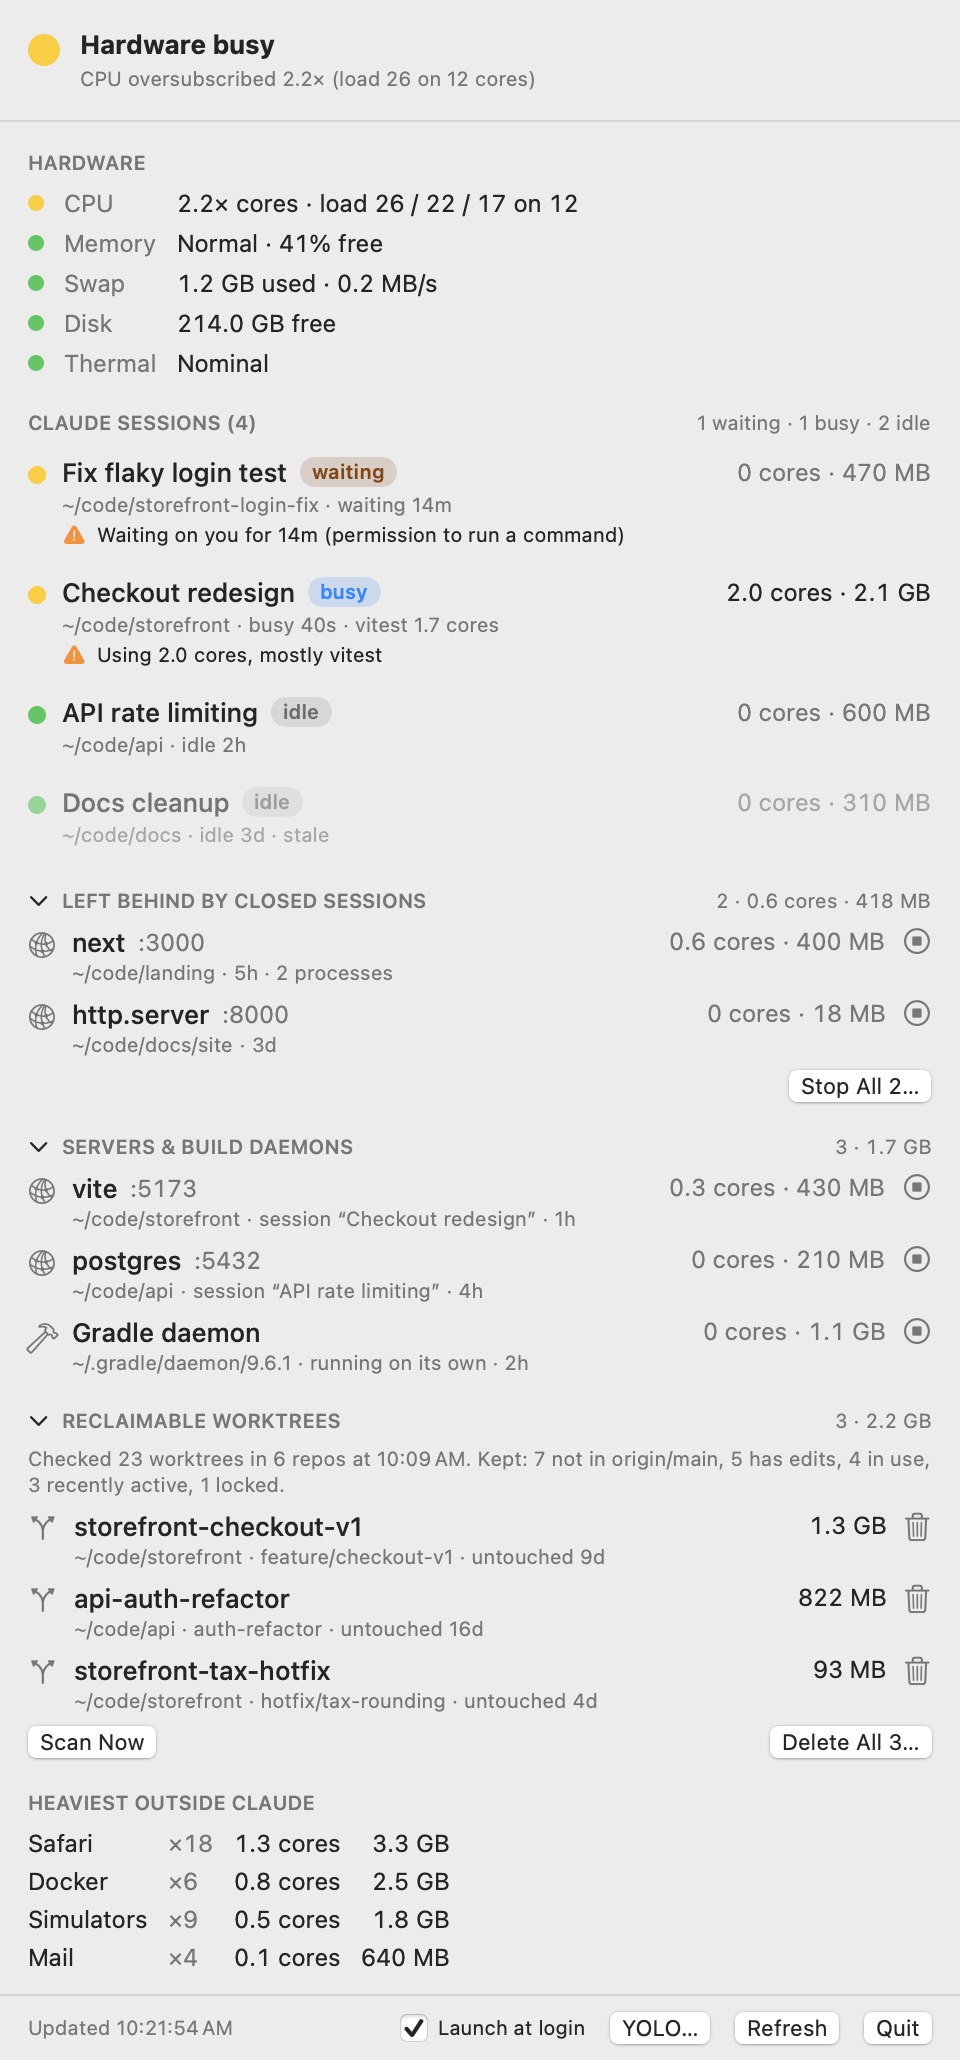 Hardware busy
CPU oversubscribed 2.2× (load 26 on 12 cores)
HARDWARE
CPU 2.2× cores · load 26 / 22 / 17 on 12
Memory Normal · 41% free
Swap 1.2 GB used · 0.2 MB/s
Disk 214.0 GB free
Thermal Nominal
CLAUDE SESSIONS (4) 1 waiting · 1 busy · 2 idle
Fix flaky login test waiting 0 cores · 470 MB
~/code/storefront-login-fix · waiting 14m
Waiting on you for 14m (permission to run a command)
Checkout redesign busy 2.0 cores · 2.1 GB
~/code/storefront · busy 40s · vitest 1.7 cores
Using 2.0 cores, mostly vitest
API rate limiting idle 0 cores · 600 MB
~/code/api · idle 2h
Docs cleanup idle 0 cores · 310 MB
~/code/docs · idle 3d · stale
LEFT BEHIND BY CLOSED SESSIONS 2 · 0.6 cores · 418 MB
next :3000 0.6 cores · 400 MB
~/code/landing · 5h · 2 processes
http.server :8000 0 cores · 18 MB
~/code/docs/site · 3d
Stop All 2...
SERVERS & BUILD DAEMONS 3 · 1.7 GB
vite :5173 0.3 cores · 430 MB
~/code/storefront · session “Checkout redesign” · 1h
postgres :5432 0 cores · 210 MB
~/code/api · session “API rate limiting” · 4h
Gradle daemon 0 cores · 1.1 GB
~/.gradle/daemon/9.6.1 · running on its own · 2h
RECLAIMABLE WORKTREES 3 · 2.2 GB
Checked 23 worktrees in 6 repos at 10:09 AM. Kept: 7 not in origin/main, 5 has edits, 4 in use,
3 recently active, 1 locked.
storefront-checkout-v1 1.3 GB
~/code/storefront · feature/checkout-v1 · untouched 9d
api-auth-refactor 822 MB
~/code/api · auth-refactor · untouched 16d
storefront-tax-hotfix 93 MB
~/code/storefront · hotfix/tax-rounding · untouched 4d
Scan Now Delete All 3...
HEAVIEST OUTSIDE CLAUDE
Safari ×18 1.3 cores 3.3 GB
Docker ×6 0.8 cores 2.5 GB
Simulators ×9 0.5 cores 1.8 GB
Mail ×4 0.1 cores 640 MB
Updated 10:21:54 AM Launch at login YOLO... Refresh Quit